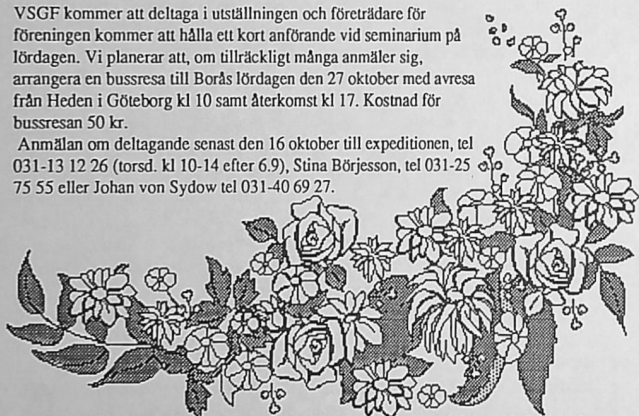 VSGF kommer att deltaga i utställningen och företrädare för
föreningen kommer att hålla ett kort anförande vid seminarium på
lördagen. Vi planerar att, om tillräckligt många anmäler sig,
arrangera en bussresa till Borås lördagen den 27 oktober med avresa
från Heden i Göteborg kl 10 samt återkomst kl 17. Kostnad för
bussresan 50 kr.
Anmälan om deltagande senast den 16 oktober till expeditionen, tel
031-13 12 26 (torsd. kl 10-14 efter 6.9), Stina Börjesson, tel 031-25
75 55 eller Johan von Sydow tel 031-40 69 27.